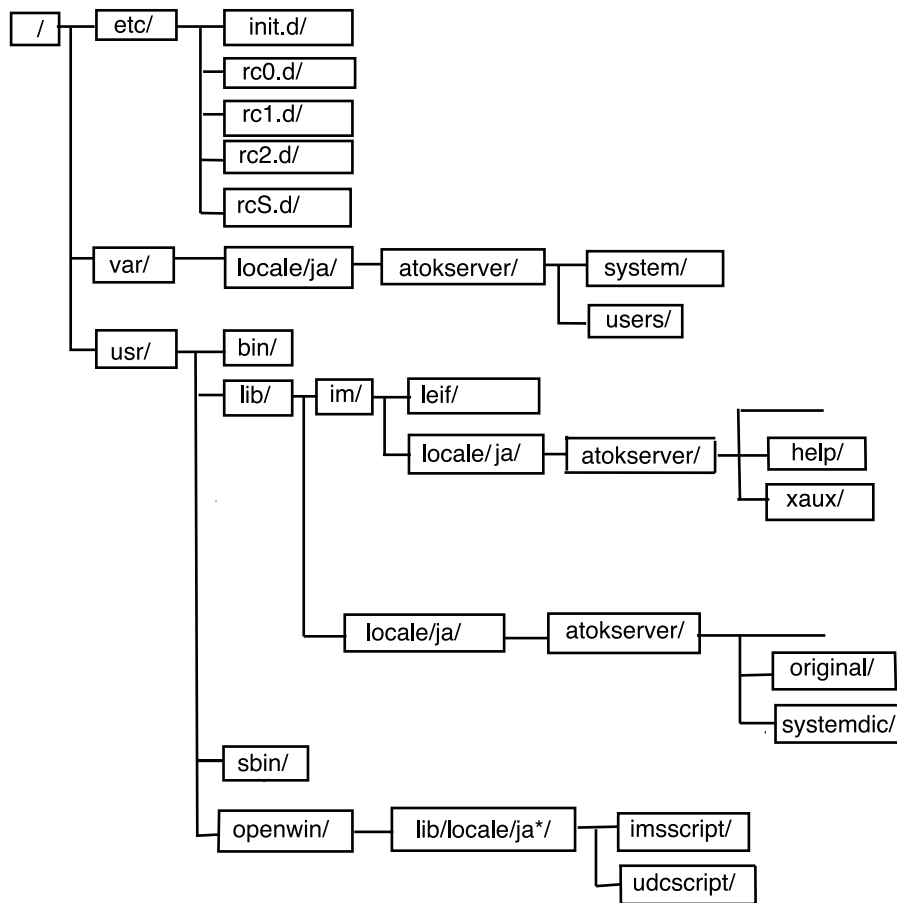 / etc/ init.d/
rc0.d/
rc1.d/
rc2.d/
rcS.d/
var/ locale/ja/ atokserver/ system/
users/
usr/ bin/
lib/ im/ leif/
locale/ja/ atokserver/ help/
xaux/
locale/ja/ atokserver/
original/
systemdic/
sbin/
openwin/ lib/locale/ja*/ imsscript/
udcscript/